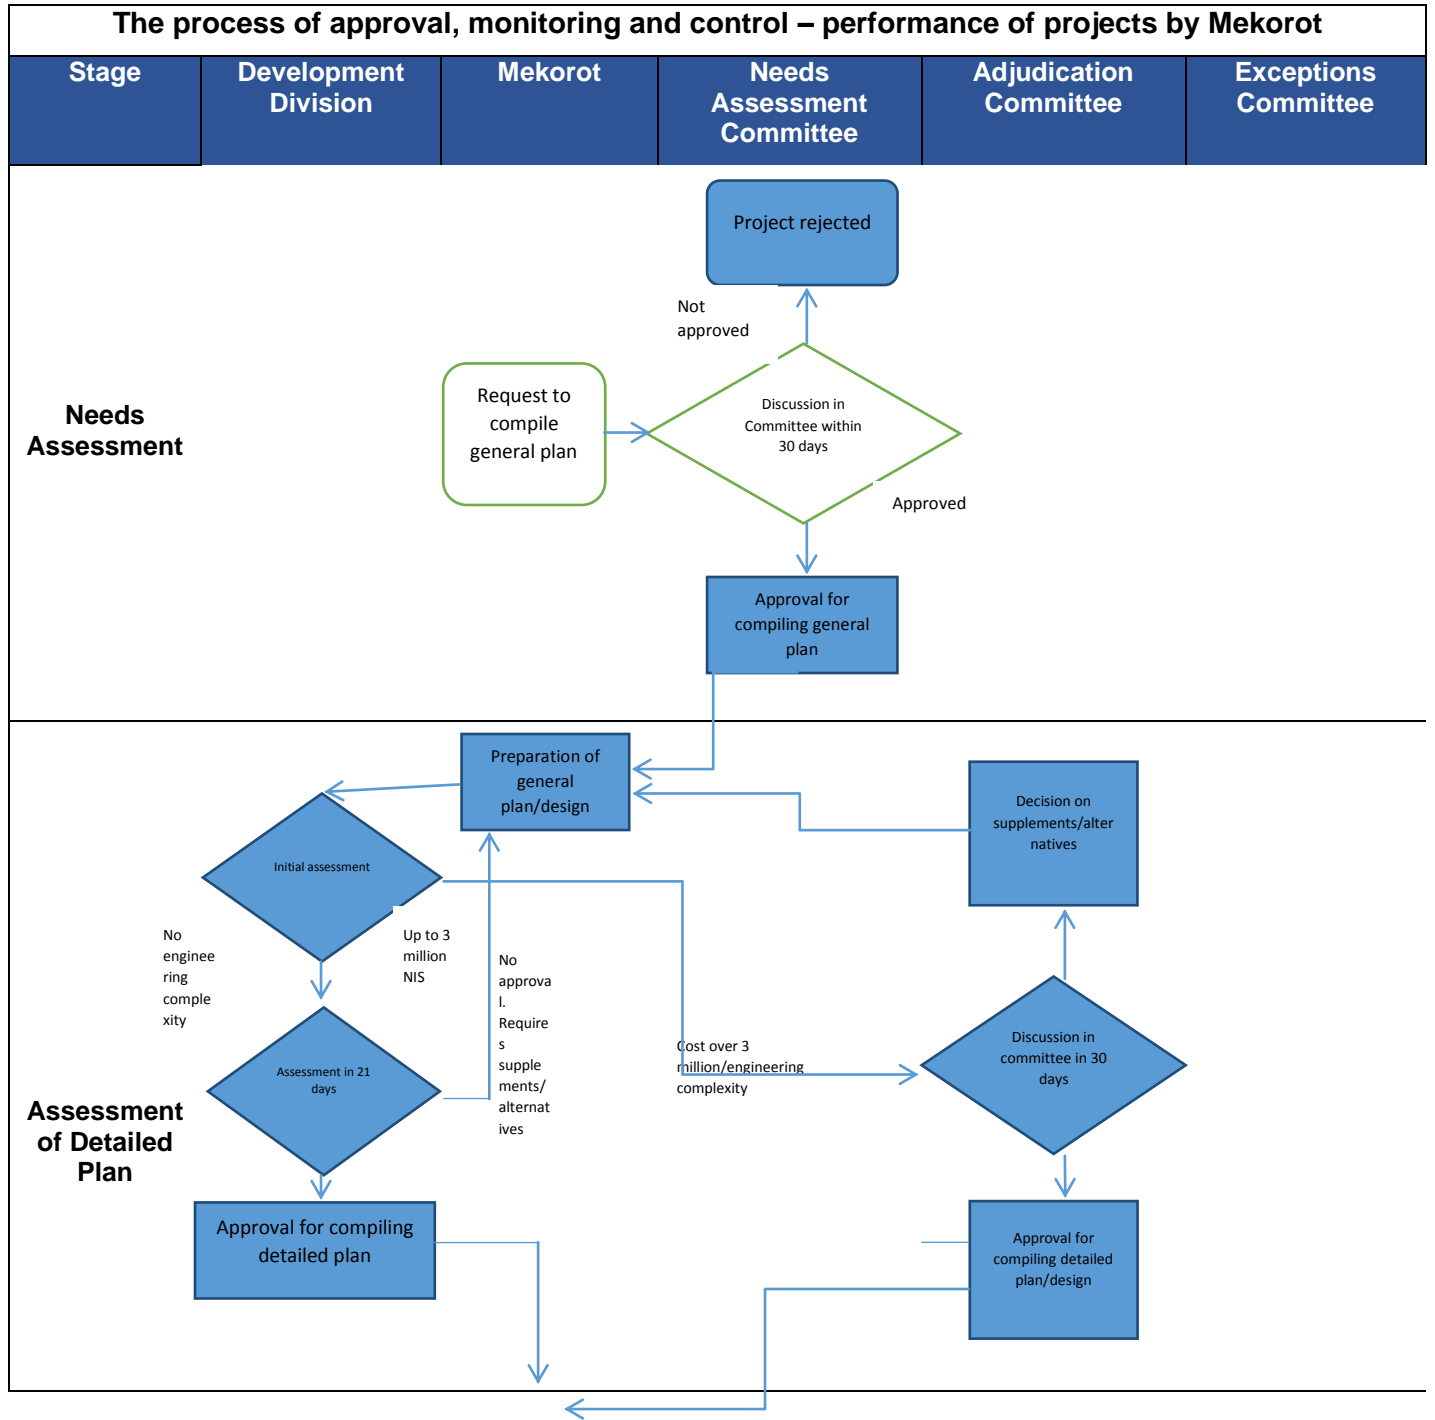 The process of approval, monitoring and control – performance of projects by Mekorot
Stage
Development
Division
Mekorot
Needs
Assessment
Committee
Adjudication
Committee
Exceptions
Committee
Needs
Assessment
Project rejected
Not
approved
Request to
compile
general plan
Discussion in
Committee within
30 days
Approved
Approval for
compiling general
plan
Assessment
of Detailed
Plan
Preparation of
general
plan/design
Decision on
supplements/alter
natives
Initial assessment
No
enginee
ring
comple
xity
Up to 3
million
NIS
No
approva
l.
Require
s
supple
ments/
alternat
ives
Cost over 3
million/engineering
complexity
Discussion in
committee in 30
days
Assessment in 21
days
Approval for compiling
detailed plan
Approval for
compiling detailed
plan/design